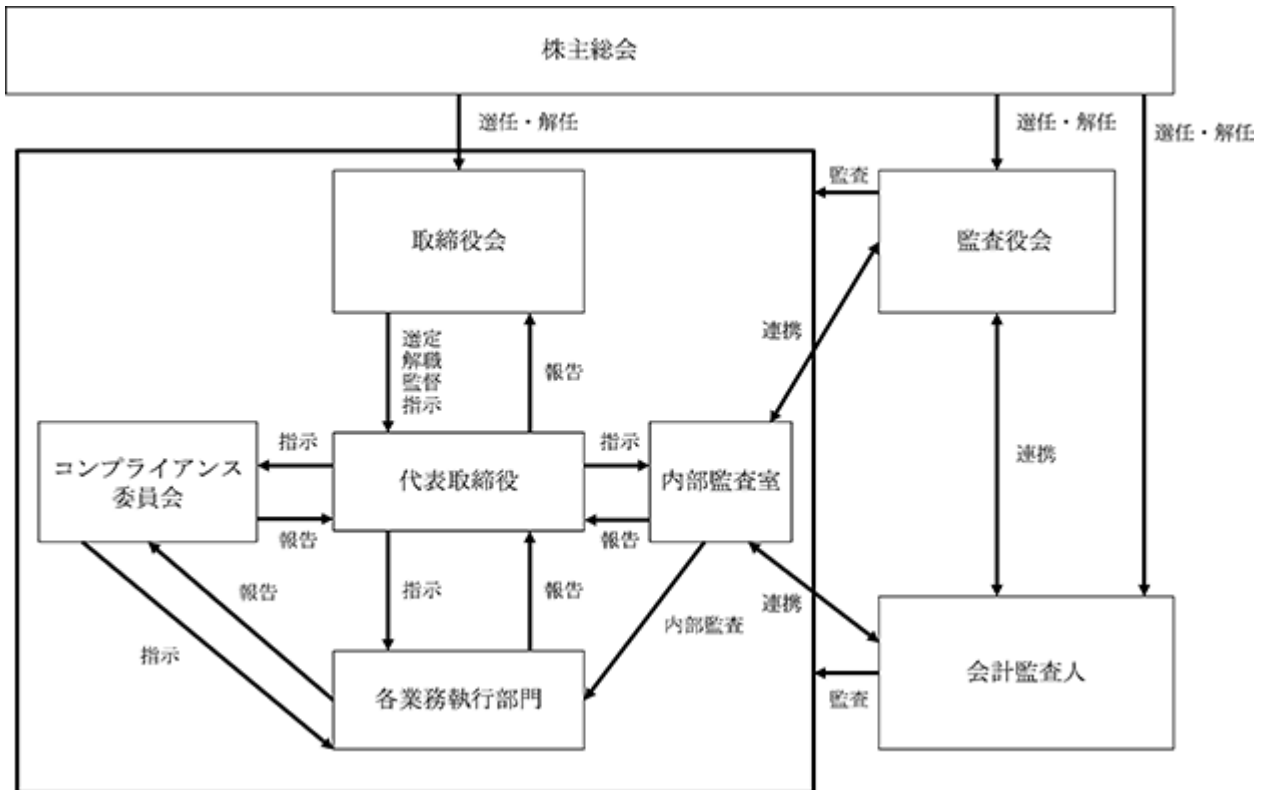 株主総会
選任・解任
選任・解任
選任・解任
取締役会
監査
監査役会
選定
解職
監督
指示
報告
連携
コンプライアンス
委員会
指示
報告
代表取締役
指示
報告
内部監査室
連携
報告
指示
指示
報告
内部監査
連携
各業務執行部門
会計監査人
監査